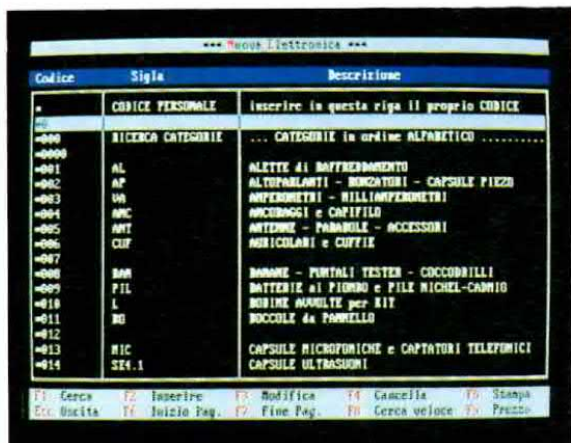 *** Nuova Elettronica ***
Codice Sigla Descrizione
* CODICE PERSONALE inserire in questa riga il proprio CODICE
=0
=000 RICERCA CATEGORIE ... CATEGORIE in ordine ALFABETICO ..........
=0000
=001 AL ALETTE di RAFFREDDAMENTO
=002 AP ALTOPARLANTI - RONZATORI - CAPSULE PIEZO
=003 UA AMPEROMETRI - MILLIAMPEROMETRI
=004 AMC ANCORAGGI e CAPIFILO
=005 ANT ANTENNE - PARABOLE - ACCESSORI
=006 CUF AURICOLARI e CUFFIE
=007
=008 BAN BANANE - PUNTALI TESTER - COCCODRILLI
=009 PIL BATTERIE al PIOMBO e PILE NICHEL-CADMIO
=010 L BOBINE AVVOLTE per KIT
=011 BO BOCCOLE da PANNELLO
=012
=013 MIC CAPSULE MICROFONICHE e CAPTATORI TELEFONICI
=014 SE4.1 CAPSULE ULTRASUONI
F1 Cerca F2 Inserire F3 Modifica F4 Cancella F5 Stampa
Esc Uscita F6 Inizio Pag. F7 Fine Pag. F8 Cerca veloce F9 Prezzo